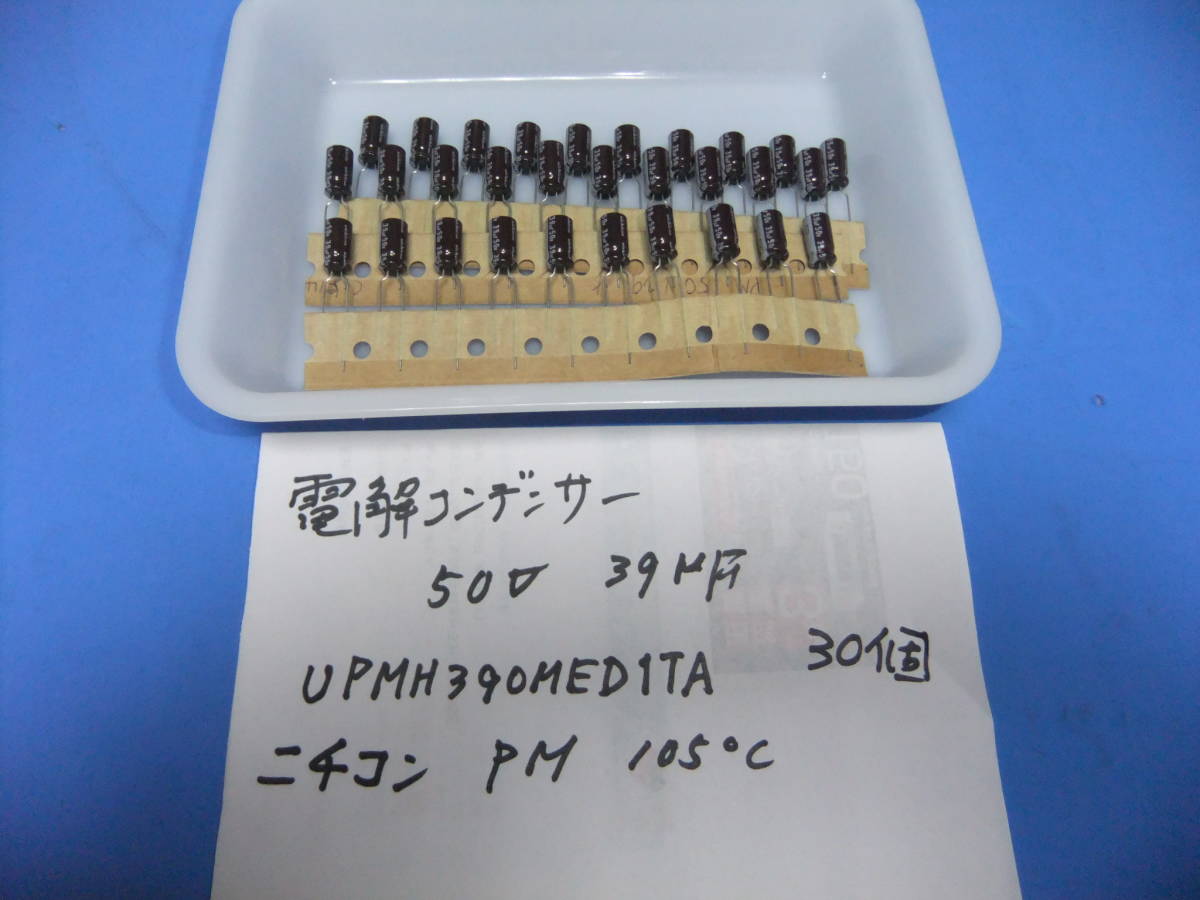 電解コンデンサー
50V 39μF
UPMH390MED1TA 30個
ニチコン PM 105°C